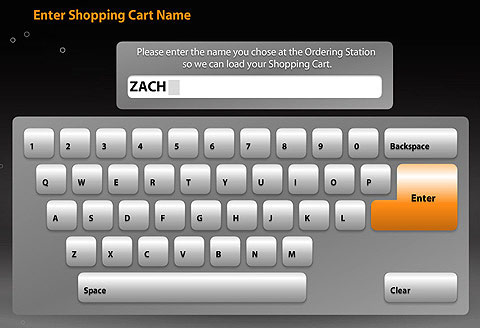 Enter Shopping Cart Name
Please enter the name you chose at the Ordering Station
so we can load your Shopping Cart.
ZACH
1 2 3 4 5 6 7 8 9 0 Backspace
Q W E R T Y U I O P
Enter
A S D F G H J K L
Z X C V B N M
Space Clear